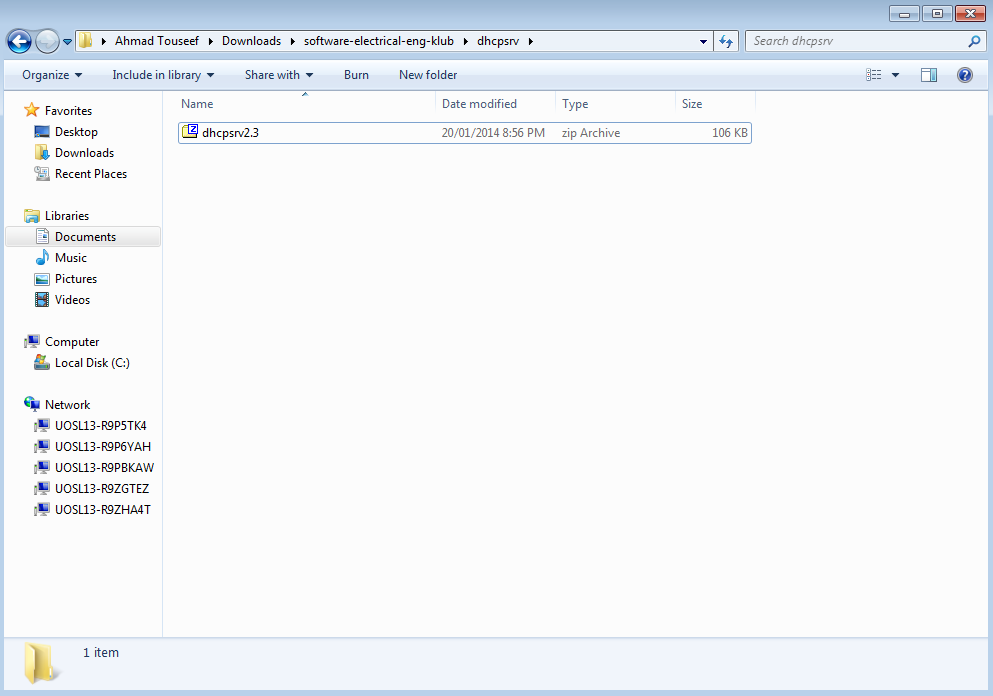 Ahmad Touseef Downloads software-electrical-eng-klub dhcpsrv Search dhcpsrv
Organize Include in library Share with Burn New folder
Name Date modified Type Size
dhcpsrv2.3 20/01/2014 8:56 PM zip Archive 106 KB
Favorites
Desktop
Downloads
Recent Places
Libraries
Documents
Music
Pictures
Videos
Computer
Local Disk (C:)
Network
UOSL13-R9P5TK4
UOSL13-R9P6YAH
UOSL13-R9PBKAW
UOSL13-R9ZGTEZ
UOSL13-R9ZHA4T
1 item